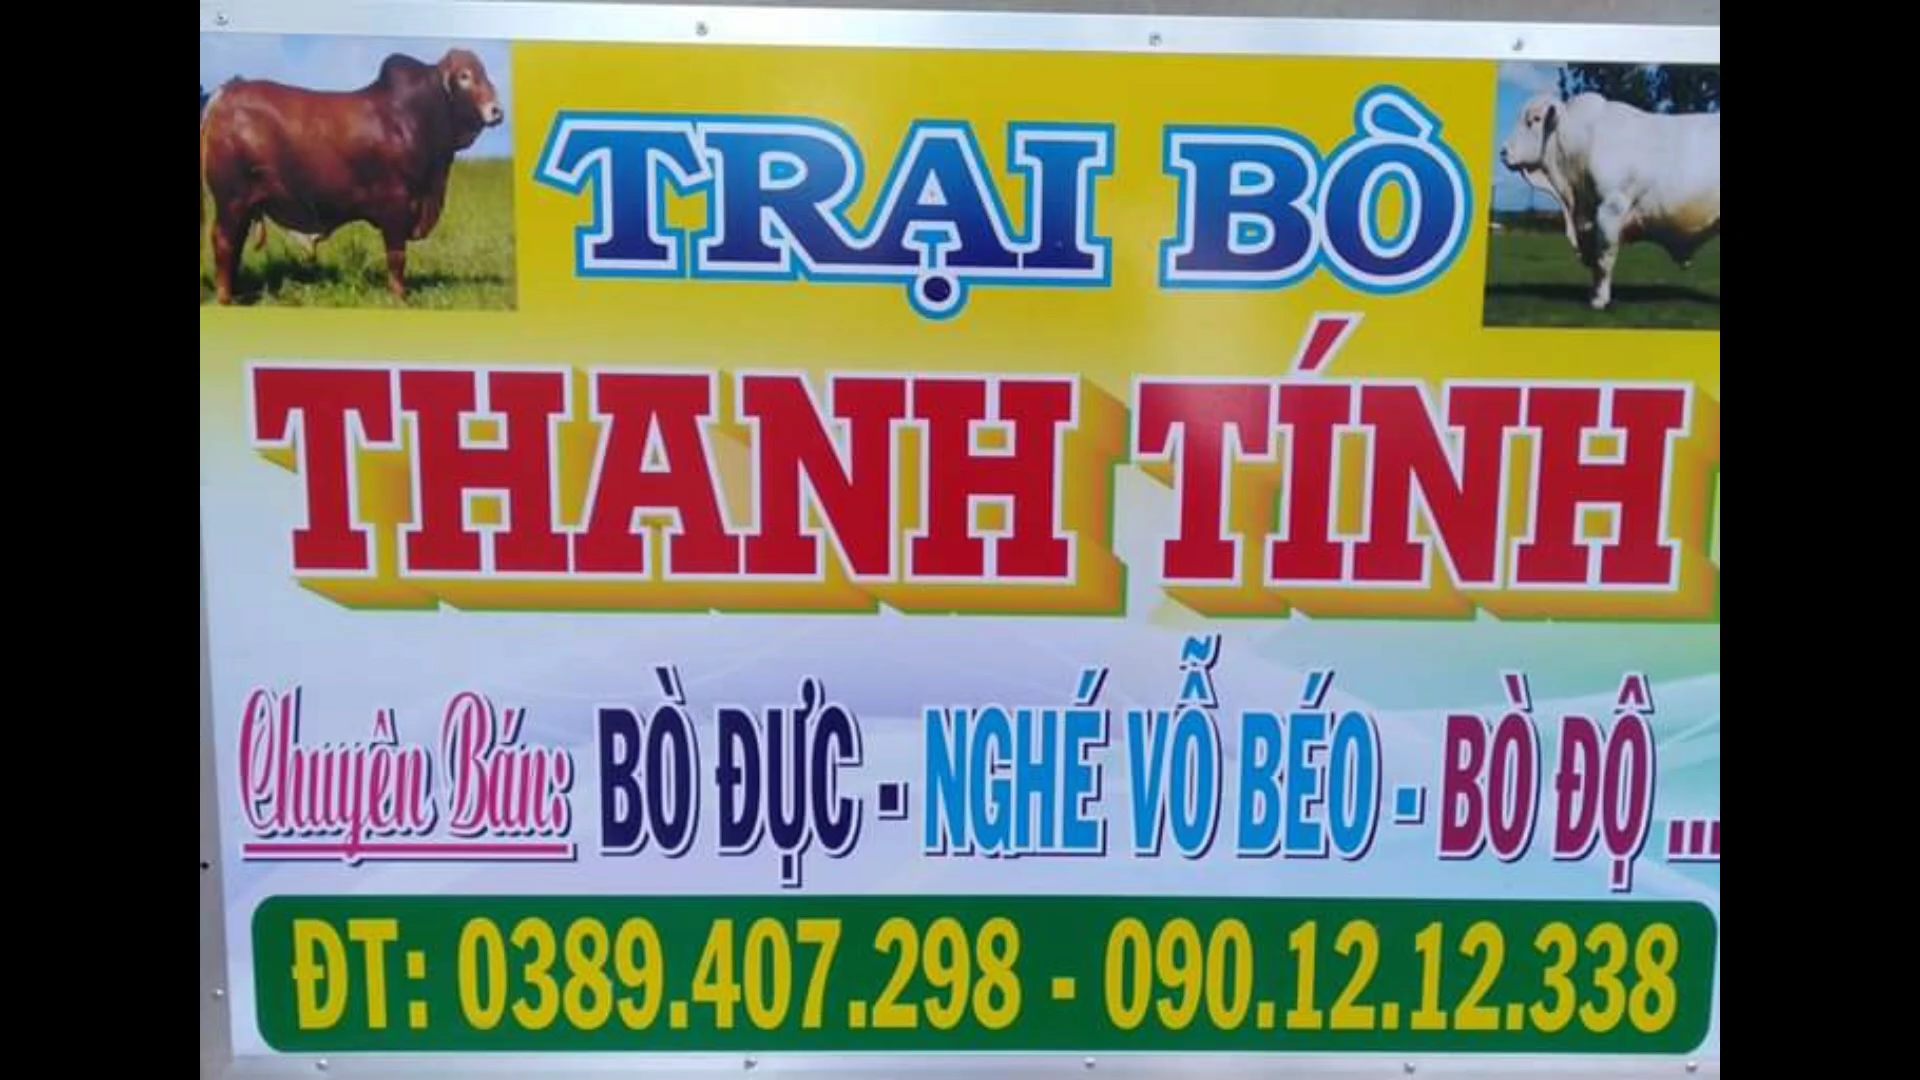 TRẠI BÒ
THANH TÍNH
Chuyên Bán: BÒ ĐỰC - NGHÉ VỖ BÉO - BÒ ĐỘ ...
ĐT: 0389.407.298 - 090.12.12.338